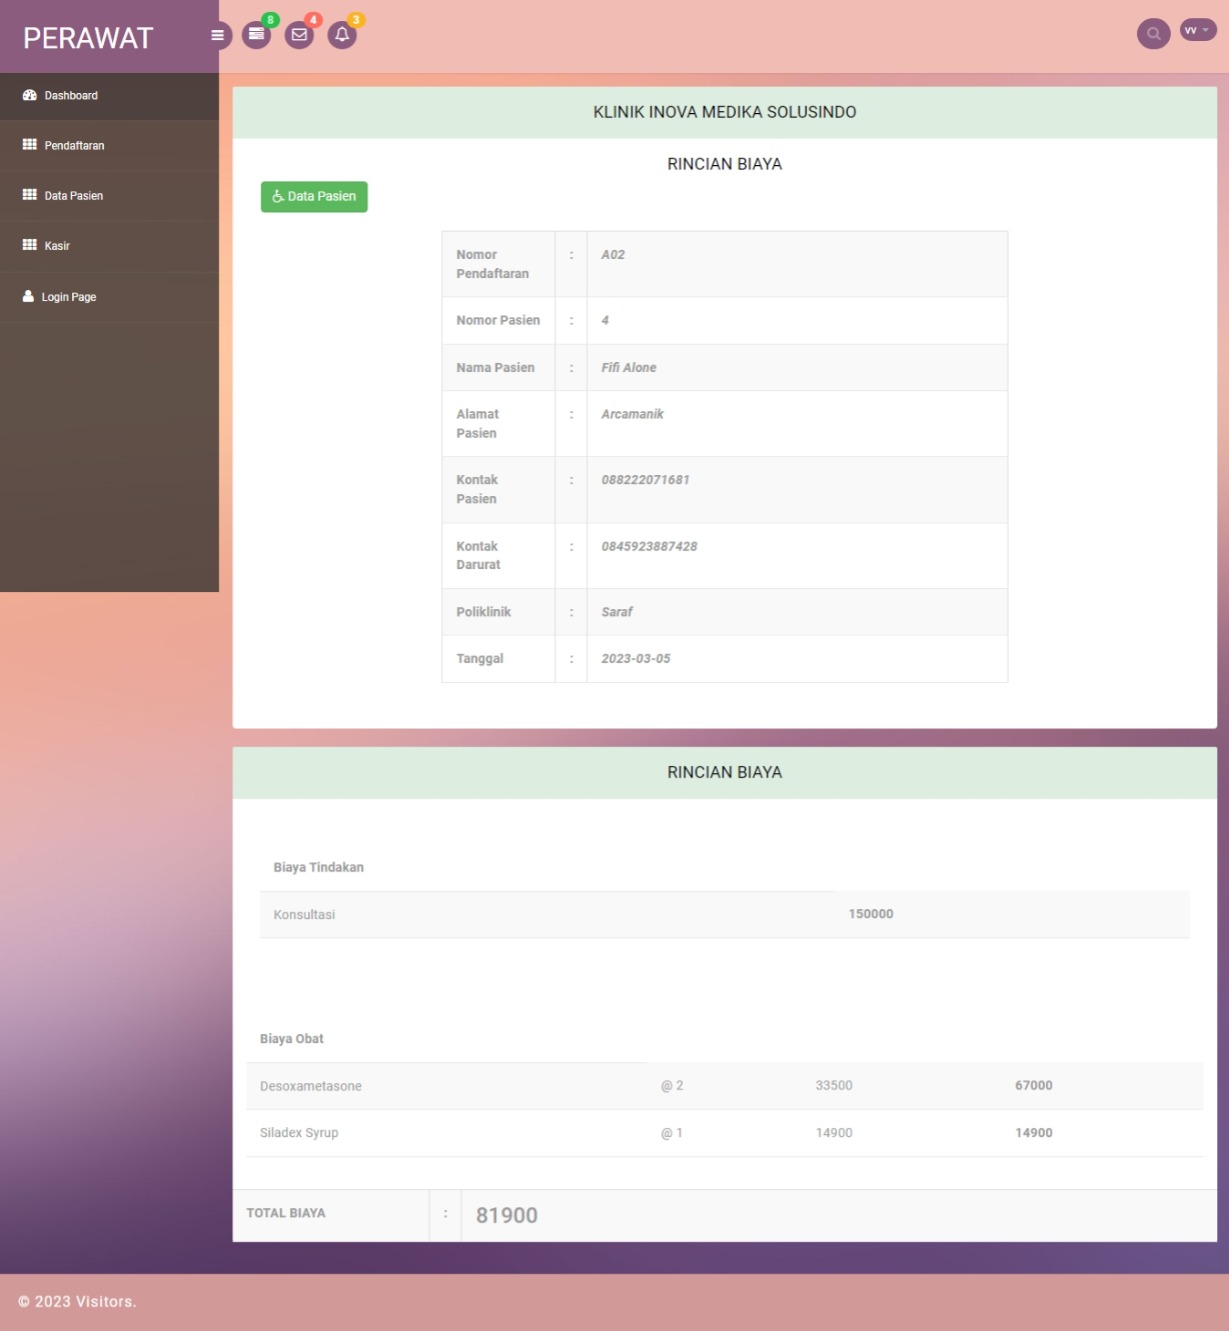 PERAWAT
8
4
3
vv
Dashboard
Pendaftaran
Data Pasien
Kasir
Login Page
KLINIK INOVA MEDIKA SOLUSINDO
RINCIAN BIAYA
Data Pasien
Nomor Pendaftaran : A02
Nomor Pasien : 4
Nama Pasien : Fifi Alone
Alamat Pasien : Arcamanik
Kontak Pasien : 088222071681
Kontak Darurat : 0845923887428
Poliklinik : Saraf
Tanggal : 2023-03-05
RINCIAN BIAYA
Biaya Tindakan
Konsultasi 150000
Biaya Obat
Desoxametasone @ 2 33500 67000
Siladex Syrup @ 1 14900 14900
TOTAL BIAYA : 81900
© 2023 Visitors.